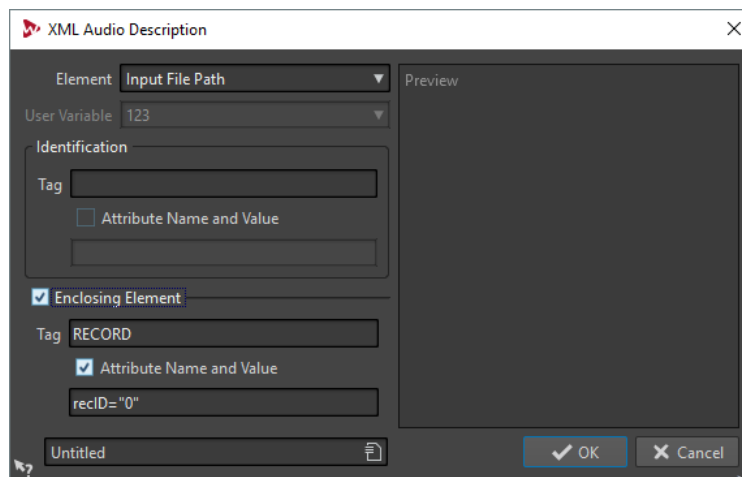 XML Audio Description
Element Input File Path
Preview
User Variable 123
Identification
Tag
Attribute Name and Value
Enclosing Element
Tag RECORD
Attribute Name and Value
recID="0"
Untitled
OK
Cancel